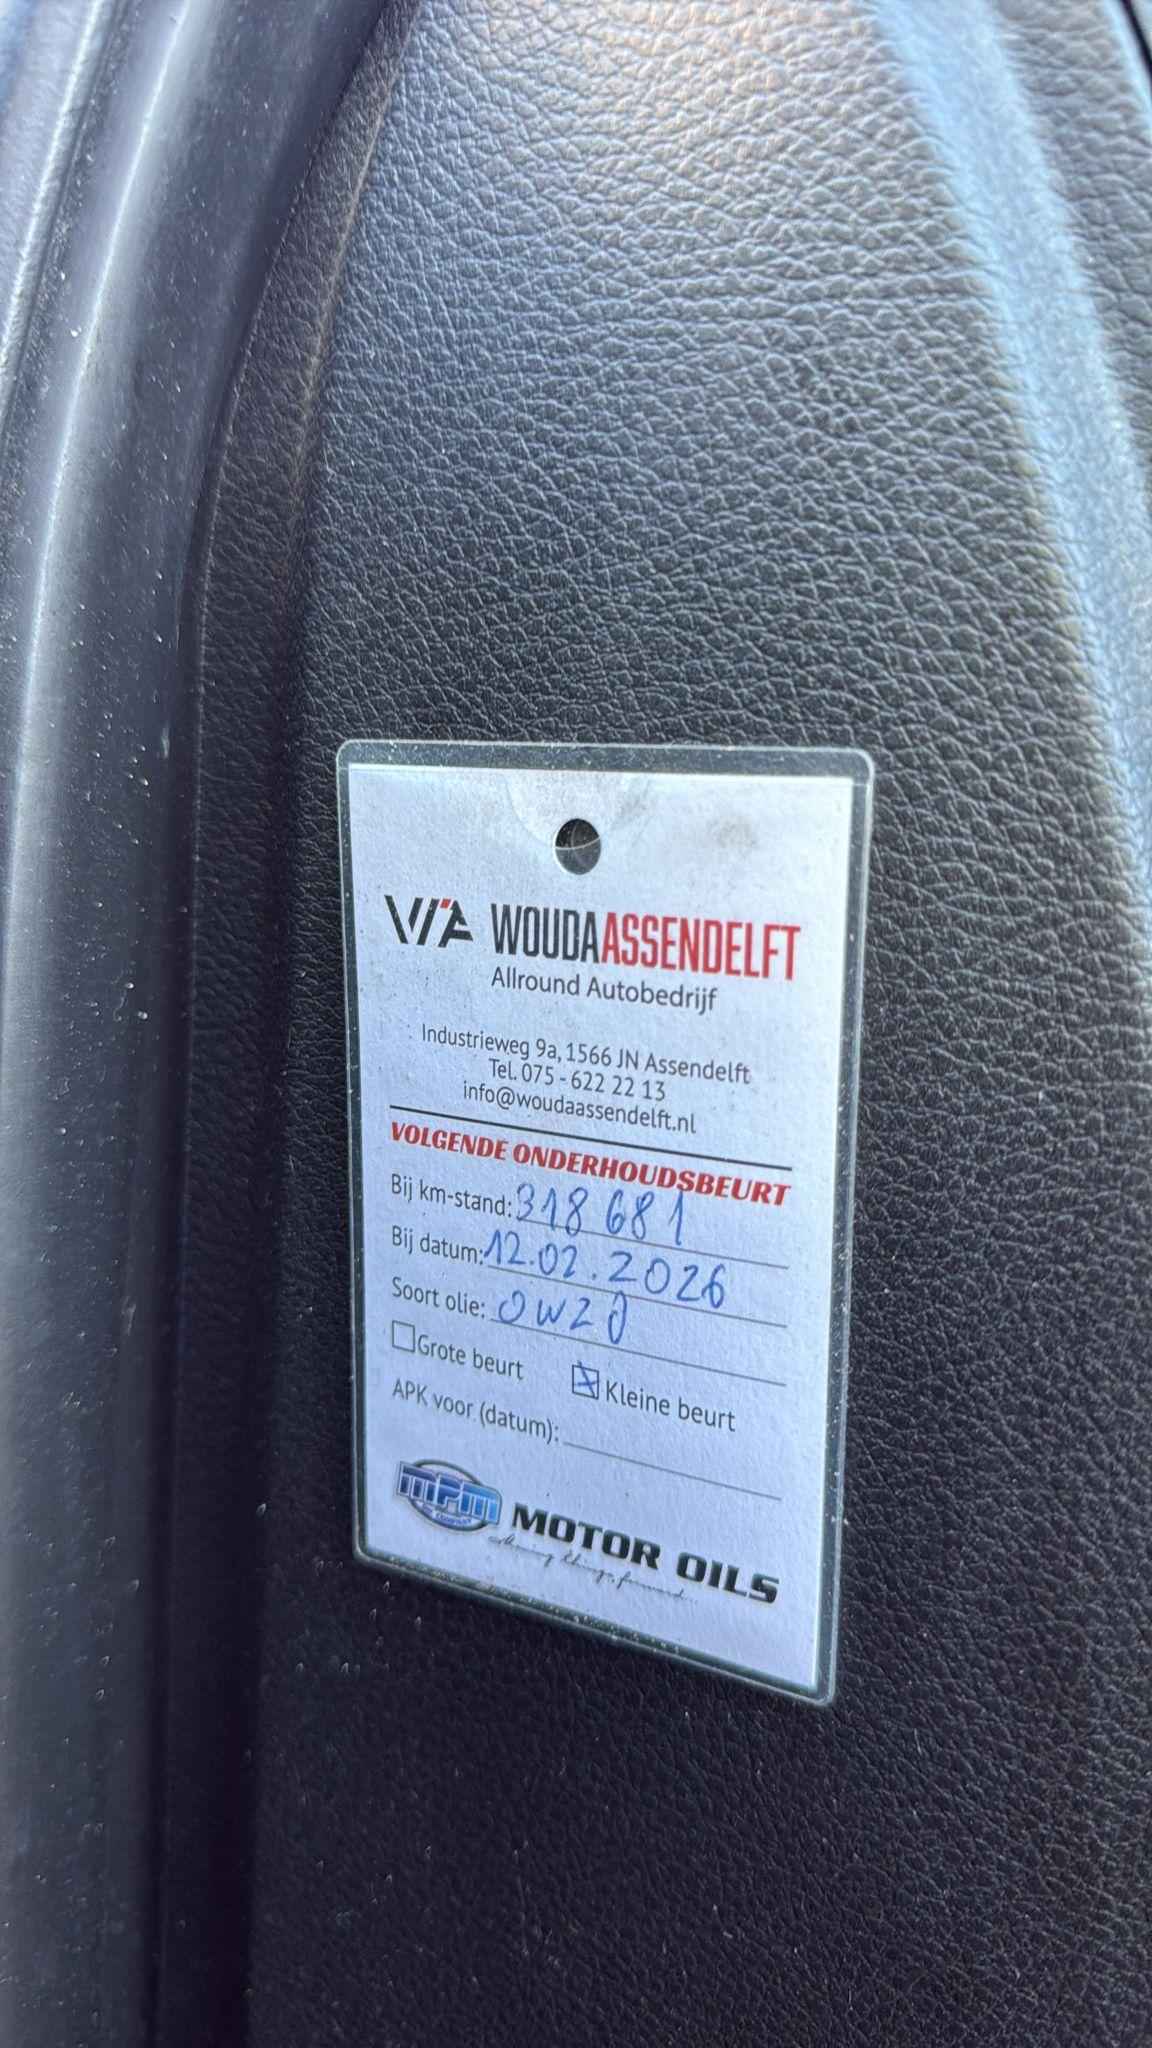 WA WOUDAASSENDELFT
Allround Autobedrijf
Industrieweg 9a, 1566 JN Assendelft
Tel. 075 - 622 22 13
info@woudaassendelft.nl
VOLGENDE ONDERHOUDSBEURT
Bij km-stand: 318 681
Bij datum: 12.02.2026
Soort olie: 0W20
Grote beurt Kleine beurt
APK voor (datum):
MPM MOTOR OILS